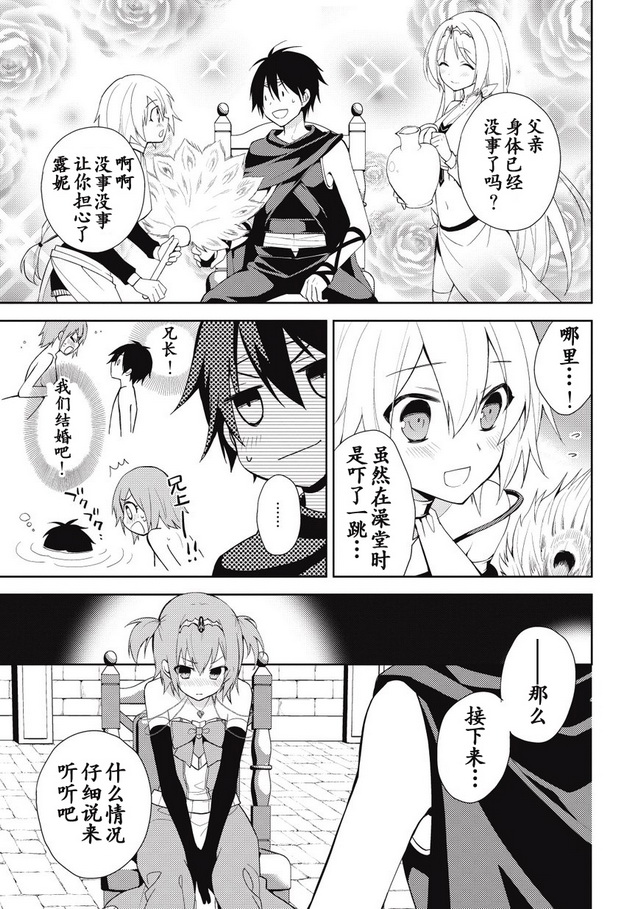 父亲
身体已经
没事了吗？
啊啊
没事没事
让你担心了
露妮
哪里…！
虽然在澡堂时
是吓了一跳…
…
兄长！
我们结婚吧！
兄上ー！
——那么
接下来…
什么情况
仔细说来
听听吧